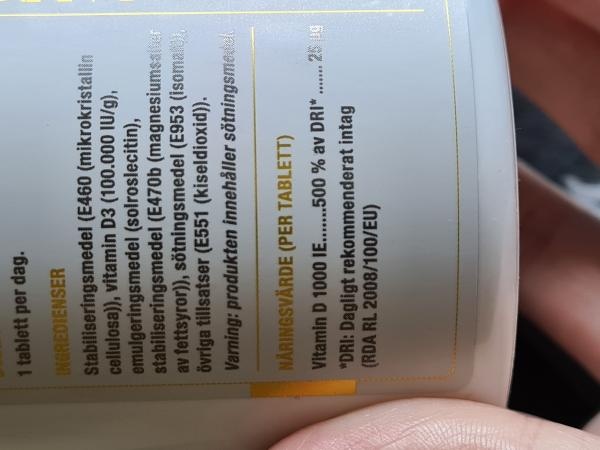 1 tablett per dag.
INGREDIENSER
Stabiliseringsmedel (E460 (mikrokristallin
cellulosa)), vitamin D3 (100.000 IU/g),
emulgeringsmedel (solroslecitin),
stabiliseringsmedel (E470b (magnesiumsalter
av fettsyror)), sötningsmedel (E953 (isomalt)),
övriga tillsatser (E551 (kiseldioxid)).
Varning: produkten innehåller sötningsmedel.
NÄRINGSVÄRDE (PER TABLETT)
Vitamin D 1000 IE........500 % av DRI* ....... 25 µg
*DRI: Dagligt rekommenderat intag
(RDA RL 2008/100/EU)